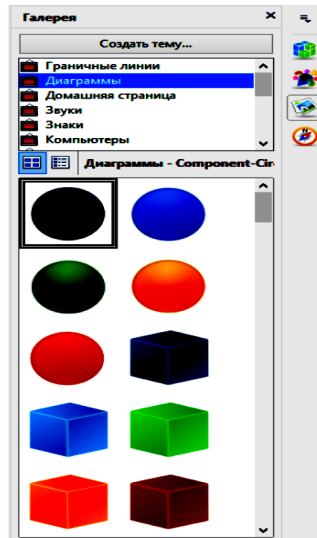 Галерея
Создать тему...
Граничные линии
Диаграммы
Домашняя страница
Звуки
Знаки
Компьютеры
Диаграммы - Component-Cir